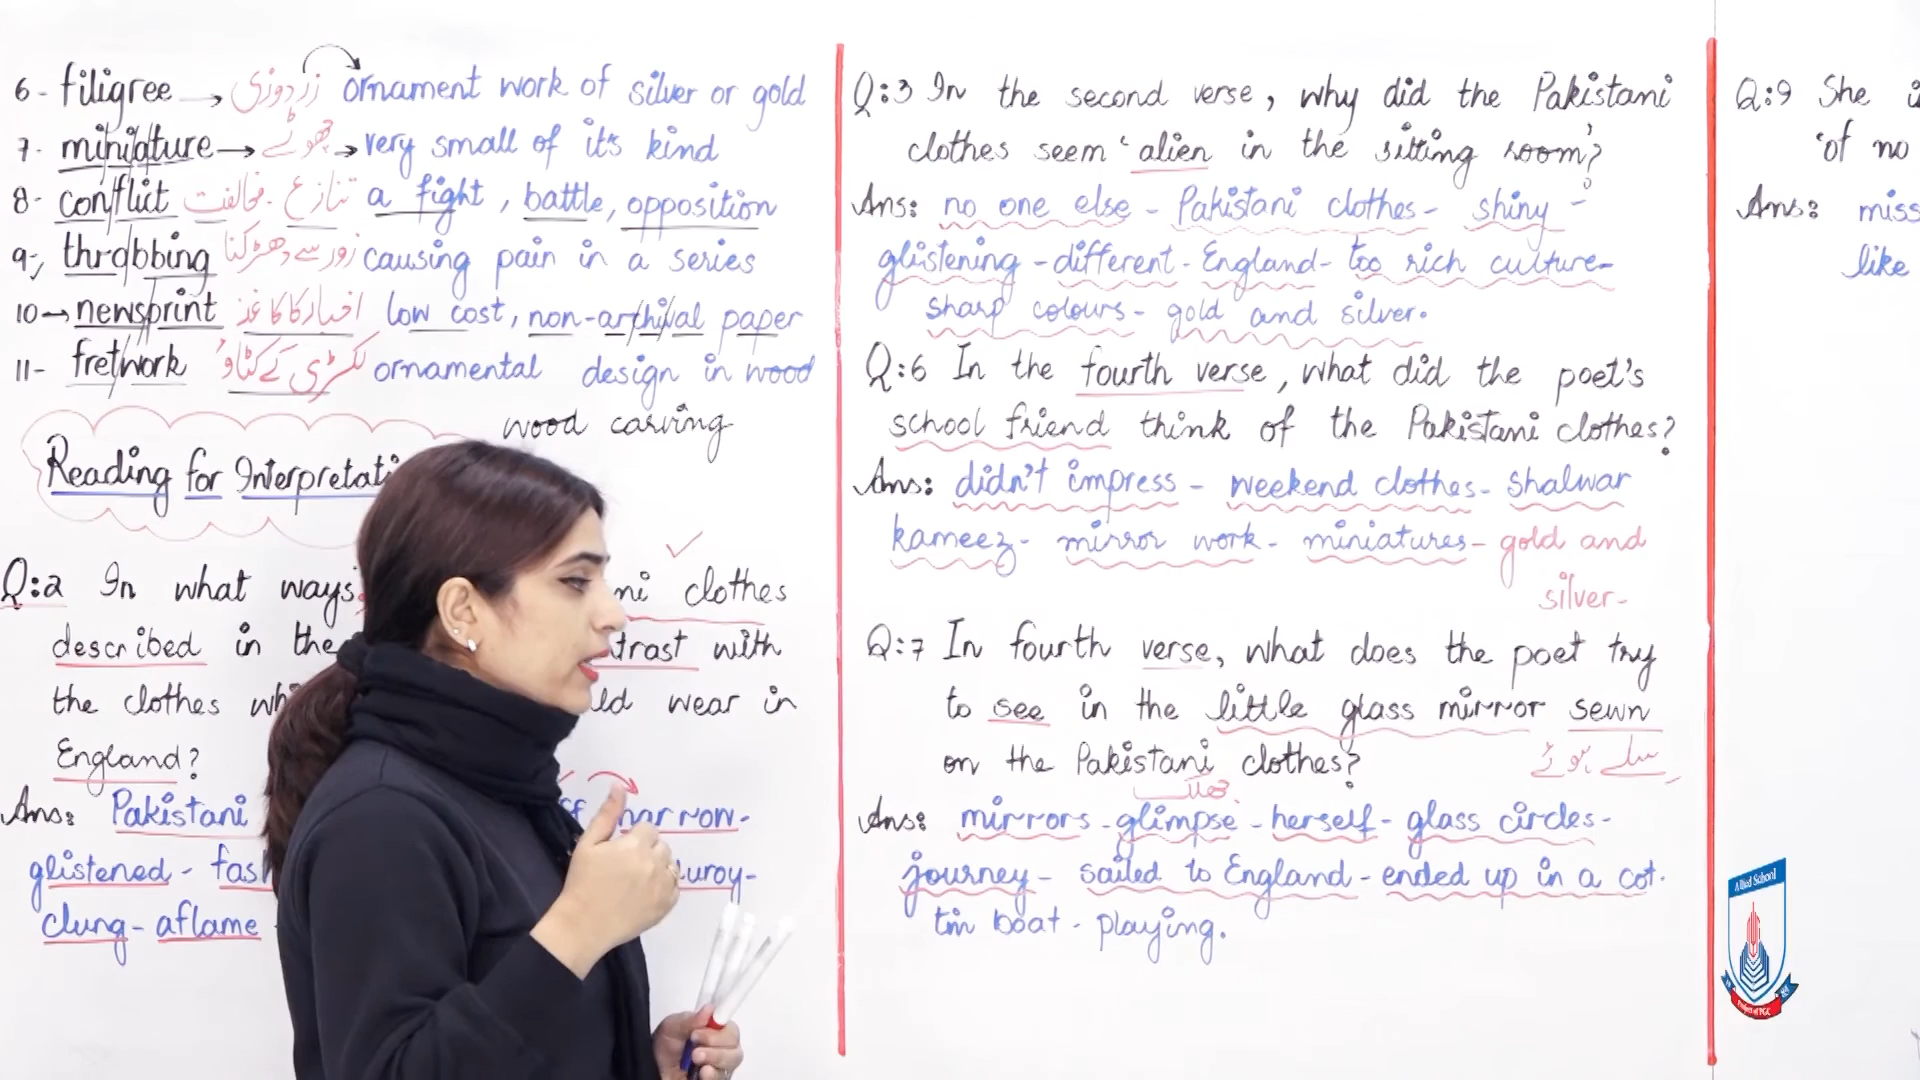 6- filigree → زر دوزی ornament work of silver or gold
7- miniature → چھوٹے → very small of it's kind
8- conflict تنازع . مخالفت a fight, battle, opposition
9- throbbing زور سے دھڑکنا causing pain in a series
10→ newsprint اخبار کا کاغذ low cost, non-archival paper
11- fretwork لکڑی کے کٹاؤ ornamental design in wood
wood carving
Reading for Interpretati
Q:2 In what ways ni clothes
described in the trast with
the clothes wh ld wear in
England?
Ans: Pakistani narrow-
glistened - fas uroy-
clung - aflame
Q:3 In the second verse, why did the Pakistani
clothes seem 'alien in the sitting room?'
Ans: no one else - Pakistani clothes - shiny -
glistening - different - England - too rich culture-
sharp colours - gold and silver.
Q:6 In the fourth verse, what did the poet's
school friend think of the Pakistani clothes?
Ans: didn't impress - weekend clothes - shalwar
kameez - mirror work - miniatures - gold and
silver-
Q:7 In fourth verse, what does the poet try
to see in the little glass mirror sewn
سلے ہوئے
on the Pakistani clothes?
جھلک
Ans: mirrors - glimpse - herself - glass circles -
journey - sailed to England - ended up in a cot.
tin boat - playing.
Q:9 She i
'of no
Ans: miss
like
Allied School
Project of PGC